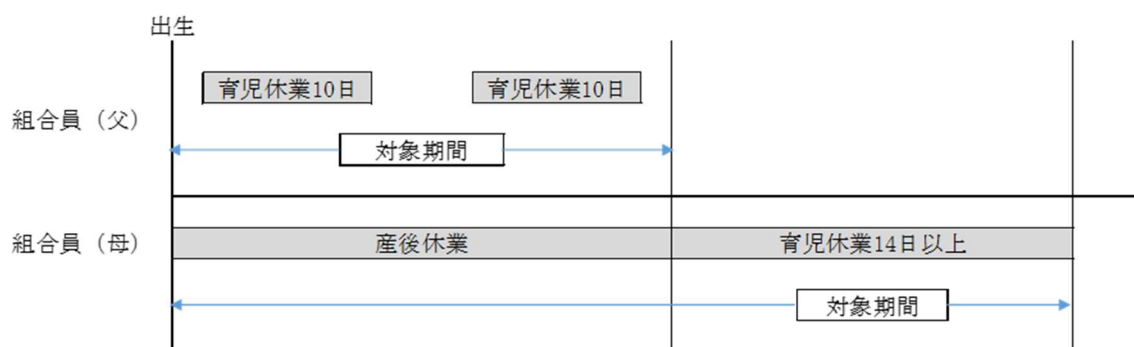 出生
育児休業10日 育児休業10日
組合員（父）
対象期間
組合員（母） 産後休業 育児休業14日以上
対象期間